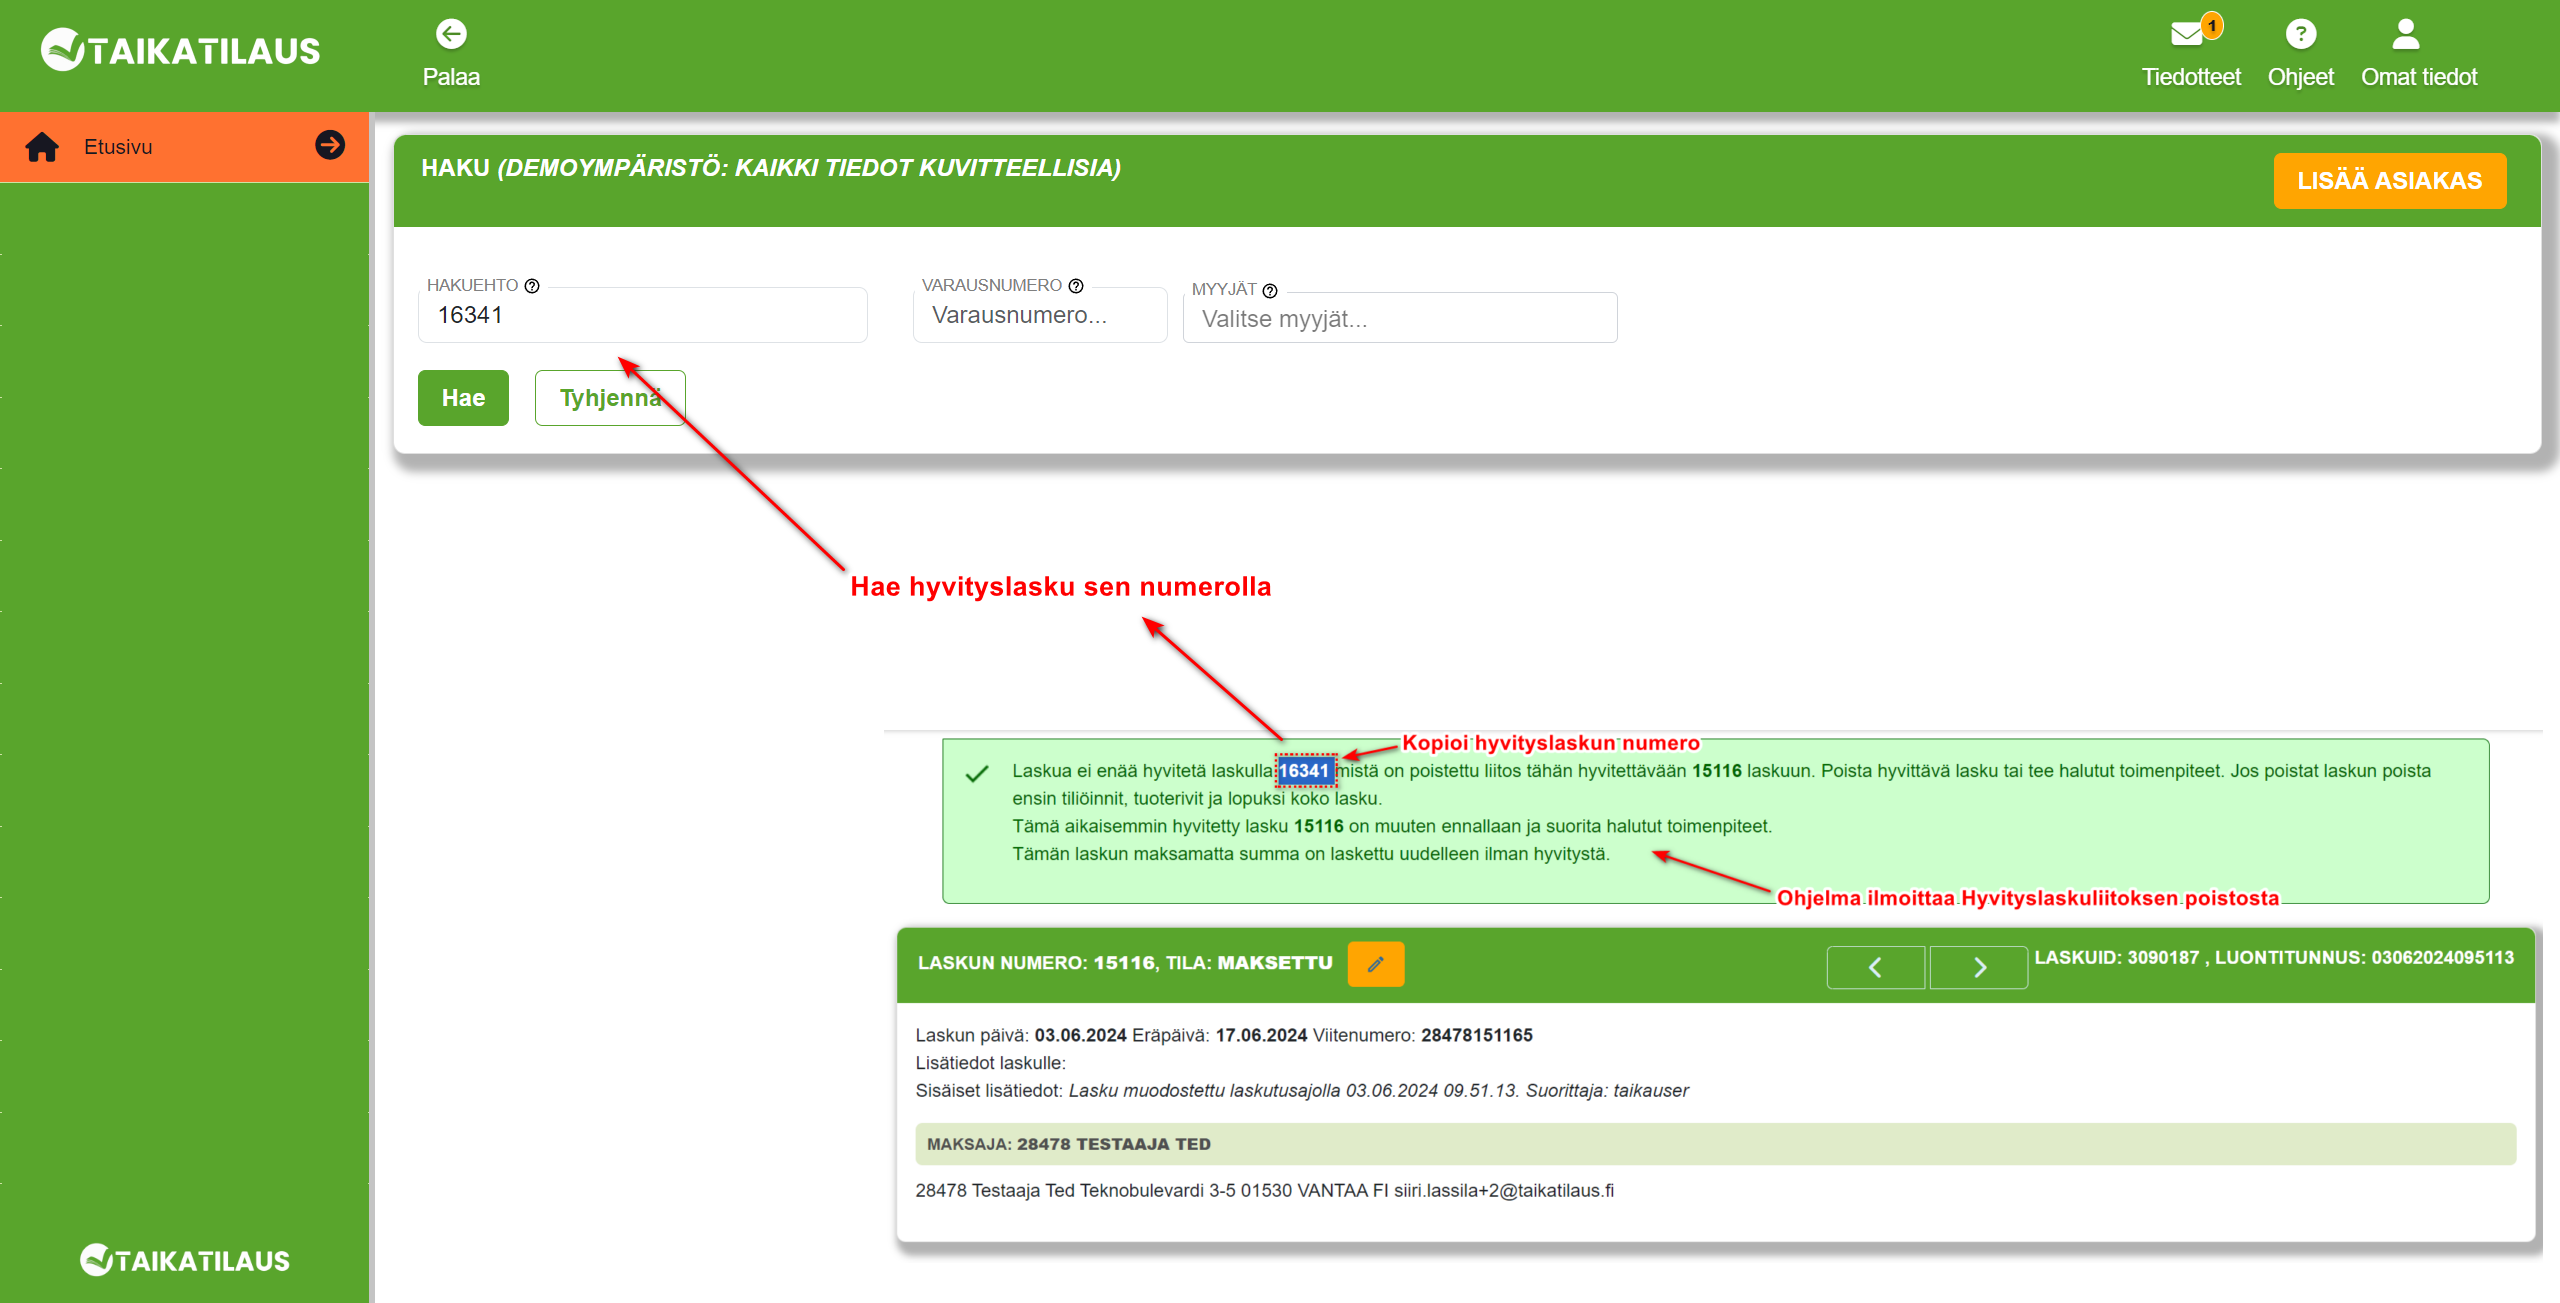 TAIKATILAUS
Palaa
1
Tiedotteet
Ohjeet
Omat tiedot
Etusivu
HAKU (DEMOYMPÄRISTÖ: KAIKKI TIEDOT KUVITTEELLISIA)
LISÄÄ ASIAKAS
HAKUEHTO
16341
VARAUSNUMERO
Varausnumero...
MYYJÄT
Valitse myyjät...
Hae
Tyhjennä
Hae hyvityslasku sen numerolla
Kopioi hyvityslaskun numero
Laskua ei enää hyvitetä laskulla 16341 mistä on poistettu liitos tähän hyvitettävään 15116 laskuun. Poista hyvittävä lasku tai tee halutut toimenpiteet. Jos poistat laskun poista
ensin tiliöinnit, tuoterivit ja lopuksi koko lasku.
Tämä aikaisemmin hyvitetty lasku 15116 on muuten ennallaan ja suorita halutut toimenpiteet.
Tämän laskun maksamatta summa on laskettu uudelleen ilman hyvitystä.
Ohjelma ilmoittaa Hyvityslaskuliitoksen poistosta
LASKUN NUMERO: 15116, TILA: MAKSETTU
LASKUID: 3090187 , LUONTITUNNUS: 03062024095113
Laskun päivä: 03.06.2024 Eräpäivä: 17.06.2024 Viitenumero: 28478151165
Lisätiedot laskulle:
Sisäiset lisätiedot: Lasku muodostettu laskutusajolla 03.06.2024 09.51.13. Suorittaja: taikauser
MAKSAJA: 28478 TESTAAJA TED
28478 Testaaja Ted Teknobulevardi 3-5 01530 VANTAA FI siiri.lassila+2@taikatilaus.fi
TAIKATILAUS